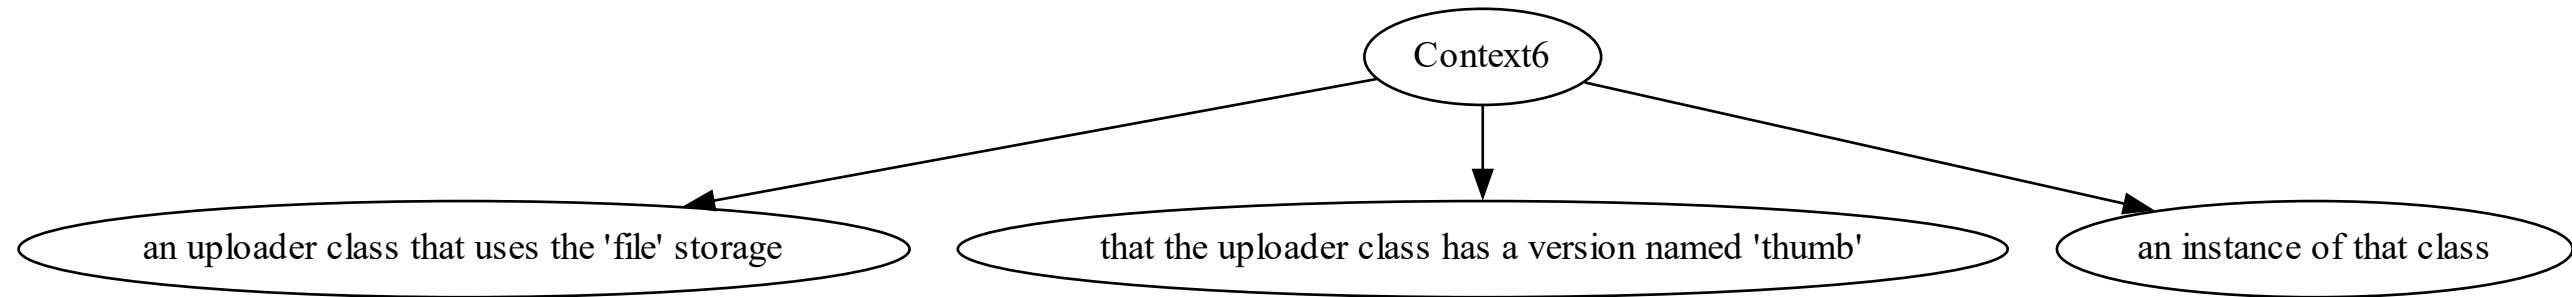 Context6
an uploader class that uses the 'file' storage
that the uploader class has a version named 'thumb'
an instance of that class